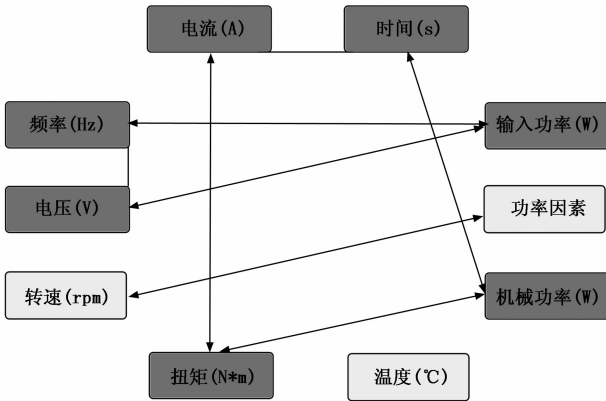 电流(A)
时间(s)
频率(Hz)
输入功率(W)
电压(V)
功率因素
转速(rpm)
机械功率(W)
扭矩(N*m)
温度(℃)